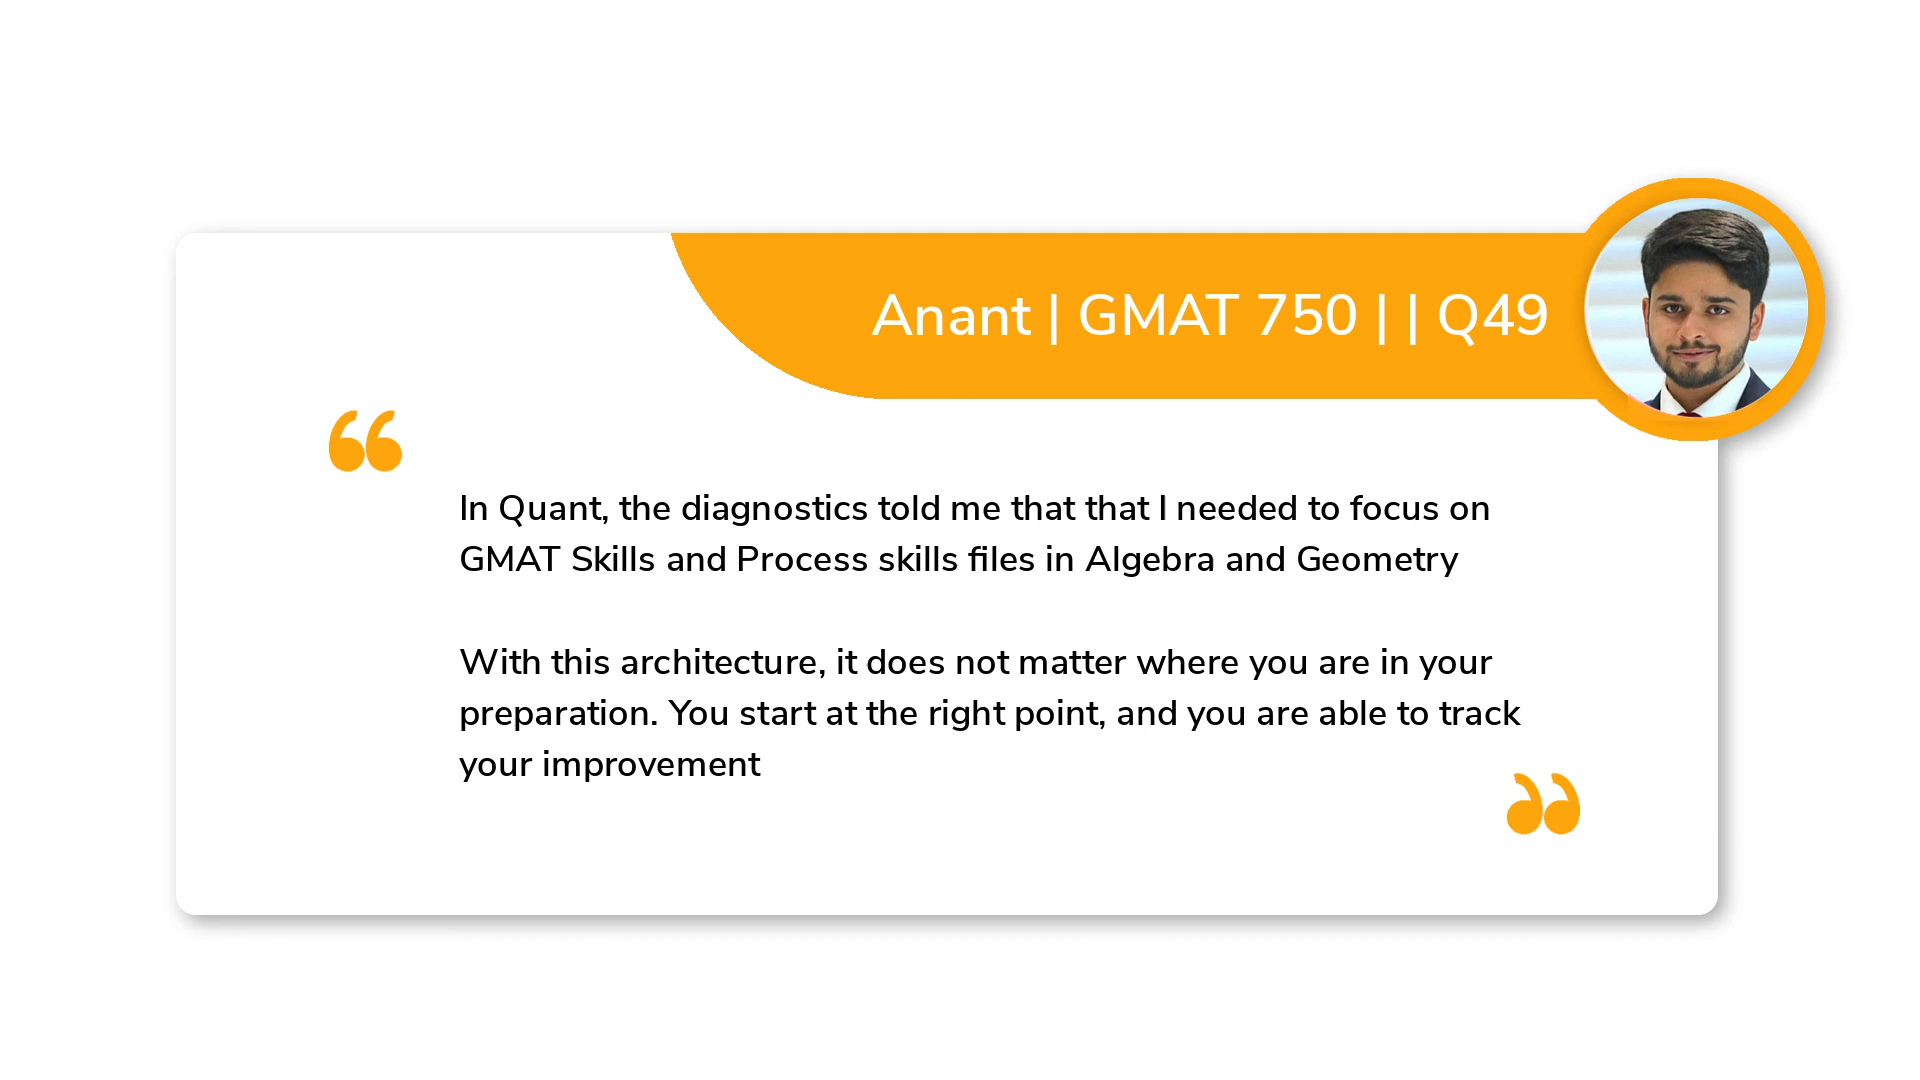 Anant | GMAT 750 | | Q49
“
In Quant, the diagnostics told me that that I needed to focus on
GMAT Skills and Process skills files in Algebra and Geometry
With this architecture, it does not matter where you are in your
preparation. You start at the right point, and you are able to track
your improvement
”